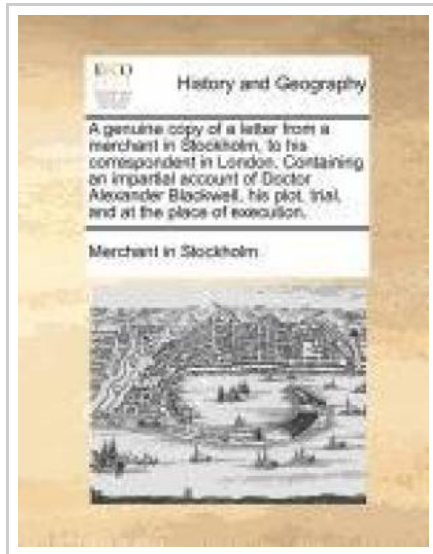 ECCO
History and Geography
A genuine copy of a letter from a
merchant in Stockholm, to his
correspondent in London. Containing
an impartial account of Doctor
Alexander Blackwell, his plot, trial,
and at the place of execution.
Merchant in Stockholm